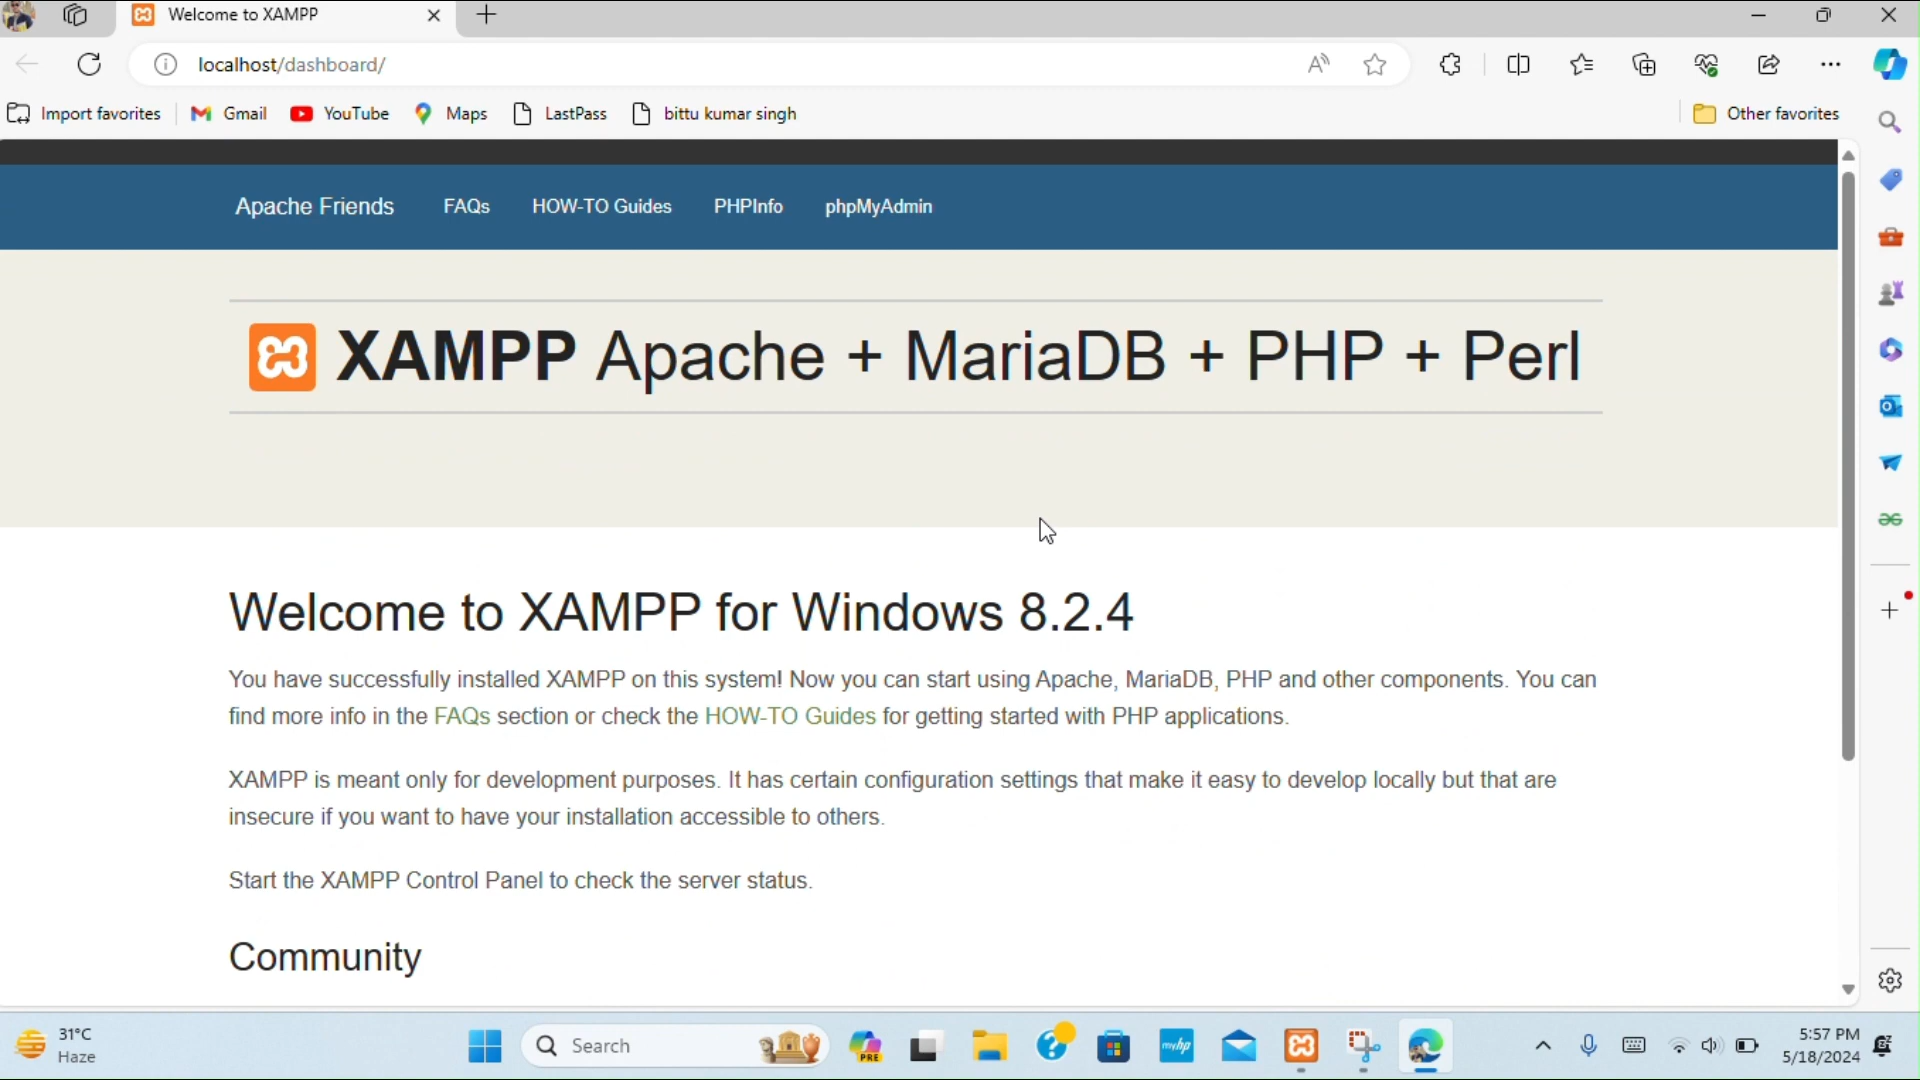 Welcome to XAMPP
localhost/dashboard/
Import favorites Gmail YouTube Maps LastPass bittu kumar singh Other favorites
Apache Friends FAQs HOW-TO Guides PHPInfo phpMyAdmin
XAMPP Apache + MariaDB + PHP + Perl
Welcome to XAMPP for Windows 8.2.4
You have successfully installed XAMPP on this system! Now you can start using Apache, MariaDB, PHP and other components. You can
find more info in the FAQs section or check the HOW-TO Guides for getting started with PHP applications.
XAMPP is meant only for development purposes. It has certain configuration settings that make it easy to develop locally but that are
insecure if you want to have your installation accessible to others.
Start the XAMPP Control Panel to check the server status.
Community
31°C
Haze
Search
PRE
myhp
5:57 PM
5/18/2024